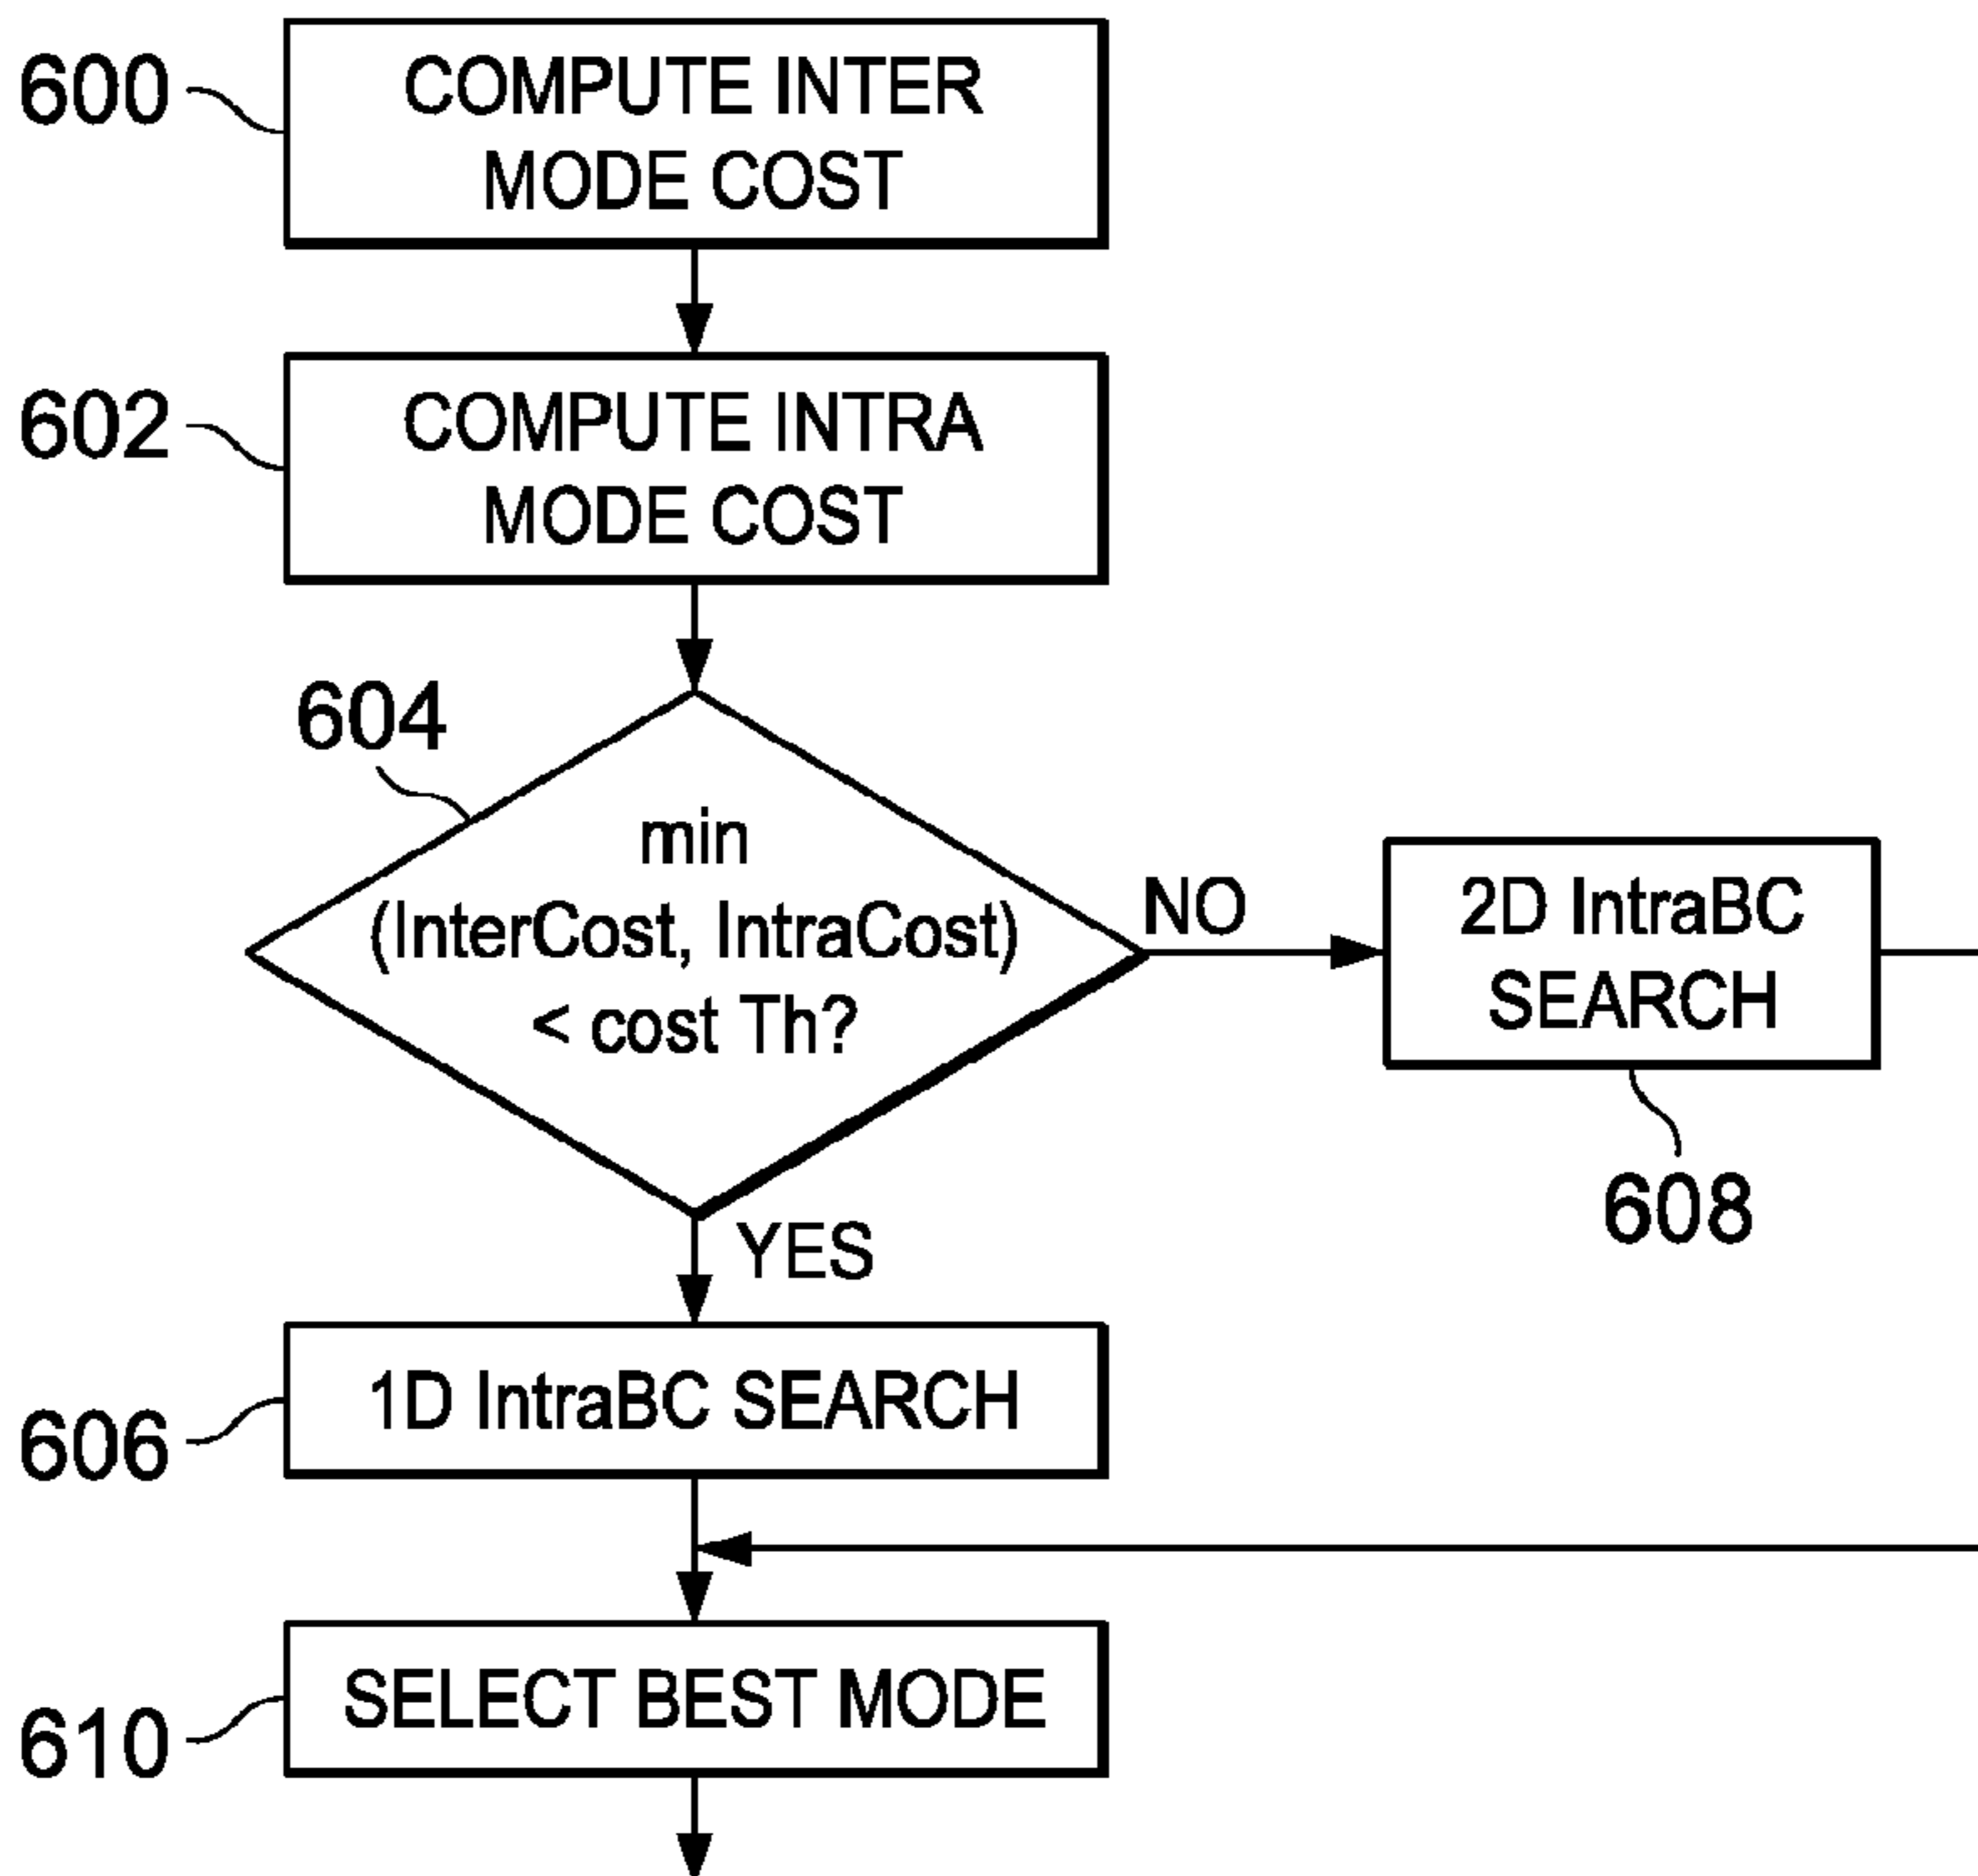 600
COMPUTE INTER
MODE COST
602
COMPUTE INTRA
MODE COST
604
min
(InterCost, IntraCost)
< cost Th?
NO
2D IntraBC
SEARCH
608
YES
606
1D IntraBC SEARCH
610
SELECT BEST MODE